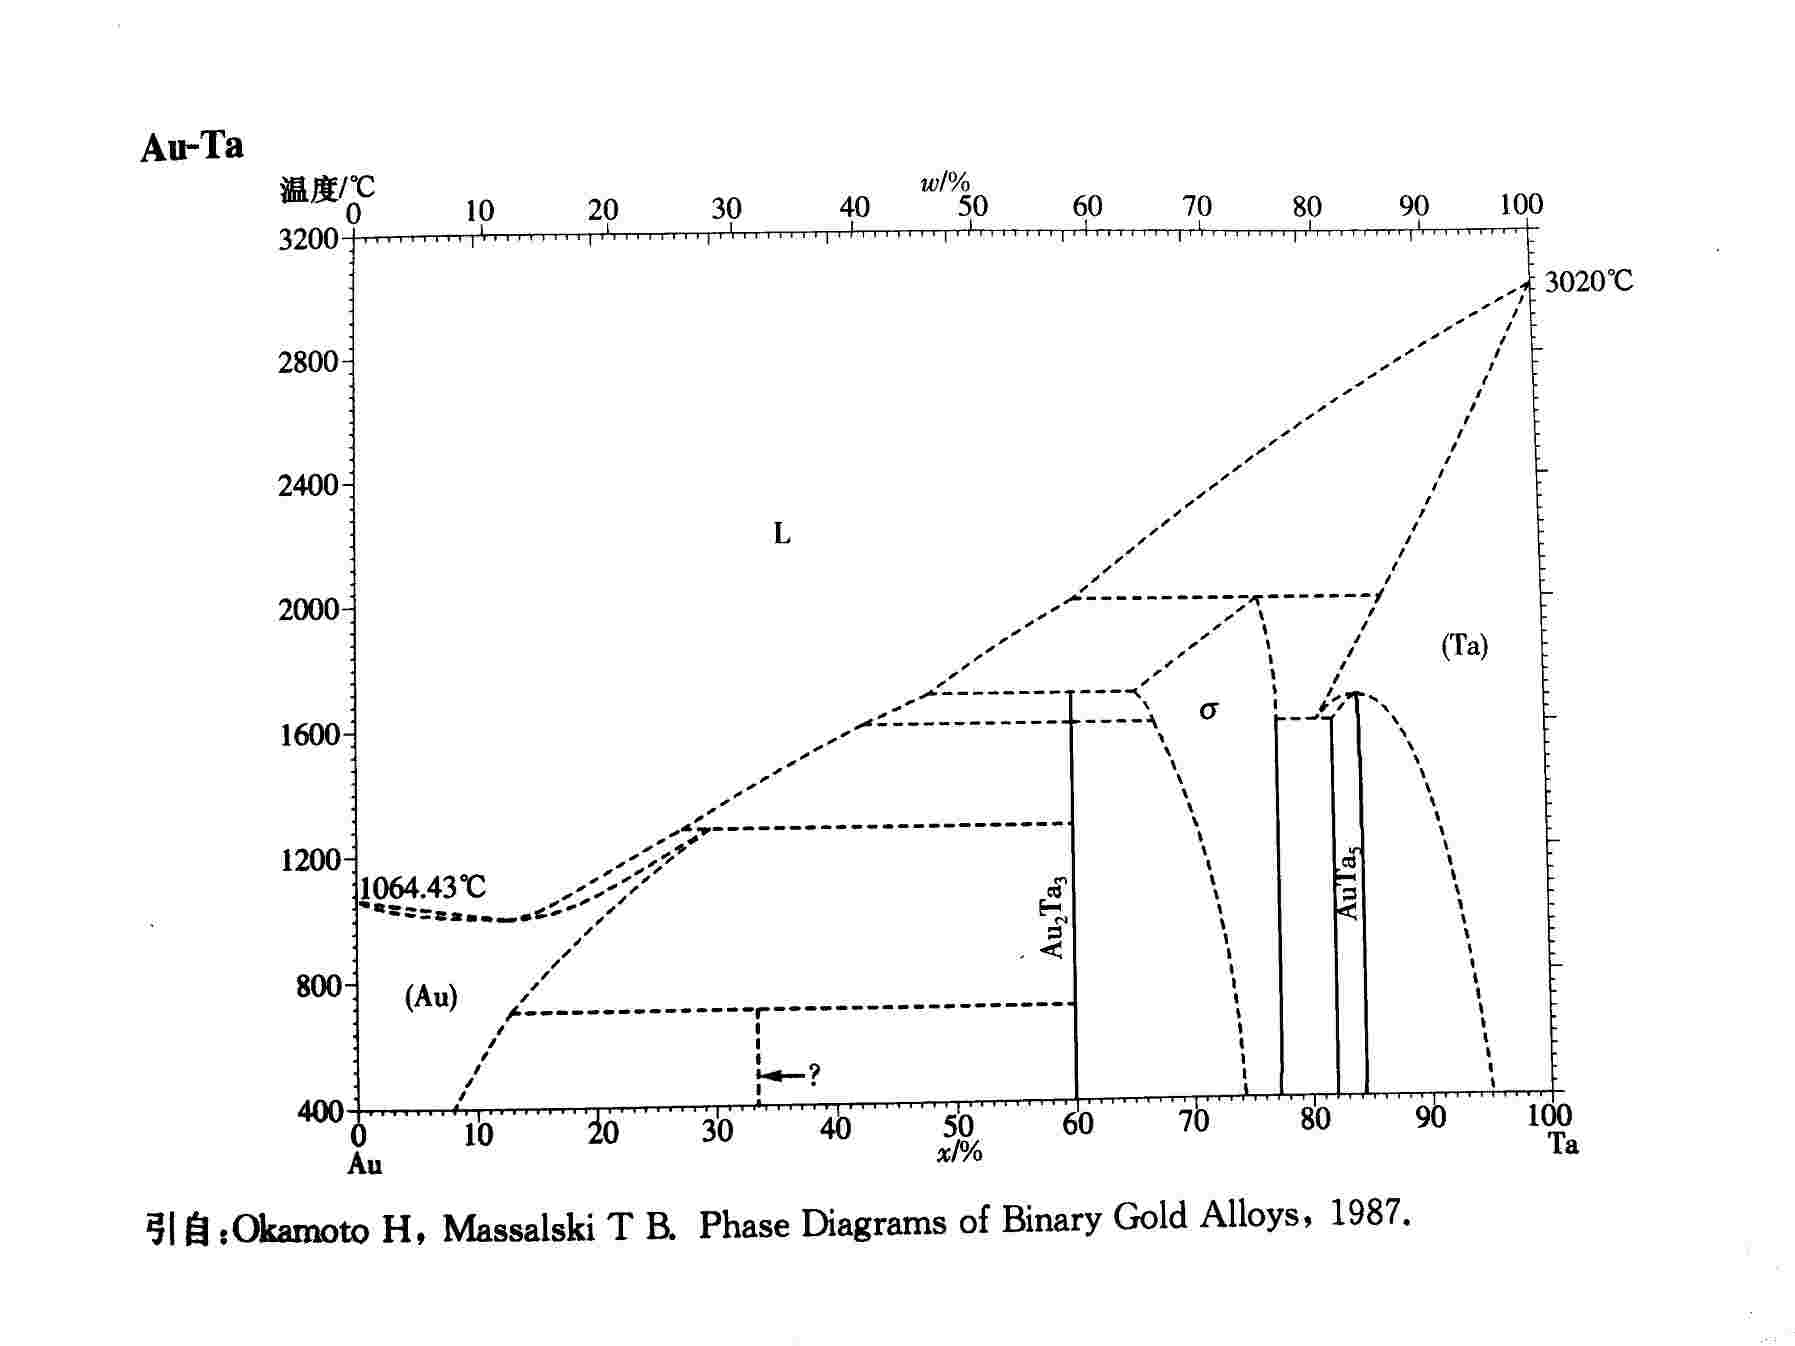 Au-Ta
温度/℃
w/%
0 10 20 30 40 50 60 70 80 90 100
3200
3020℃
2800
2400
L
2000
(Ta)
σ
1600
1200
1064.43℃
Au₂Ta₃
AuTa₅
800
(Au)
?
400
0 10 20 30 40 50 60 70 80 90 100
Au x/% Ta
引自:Okamoto H, Massalski T B. Phase Diagrams of Binary Gold Alloys, 1987.